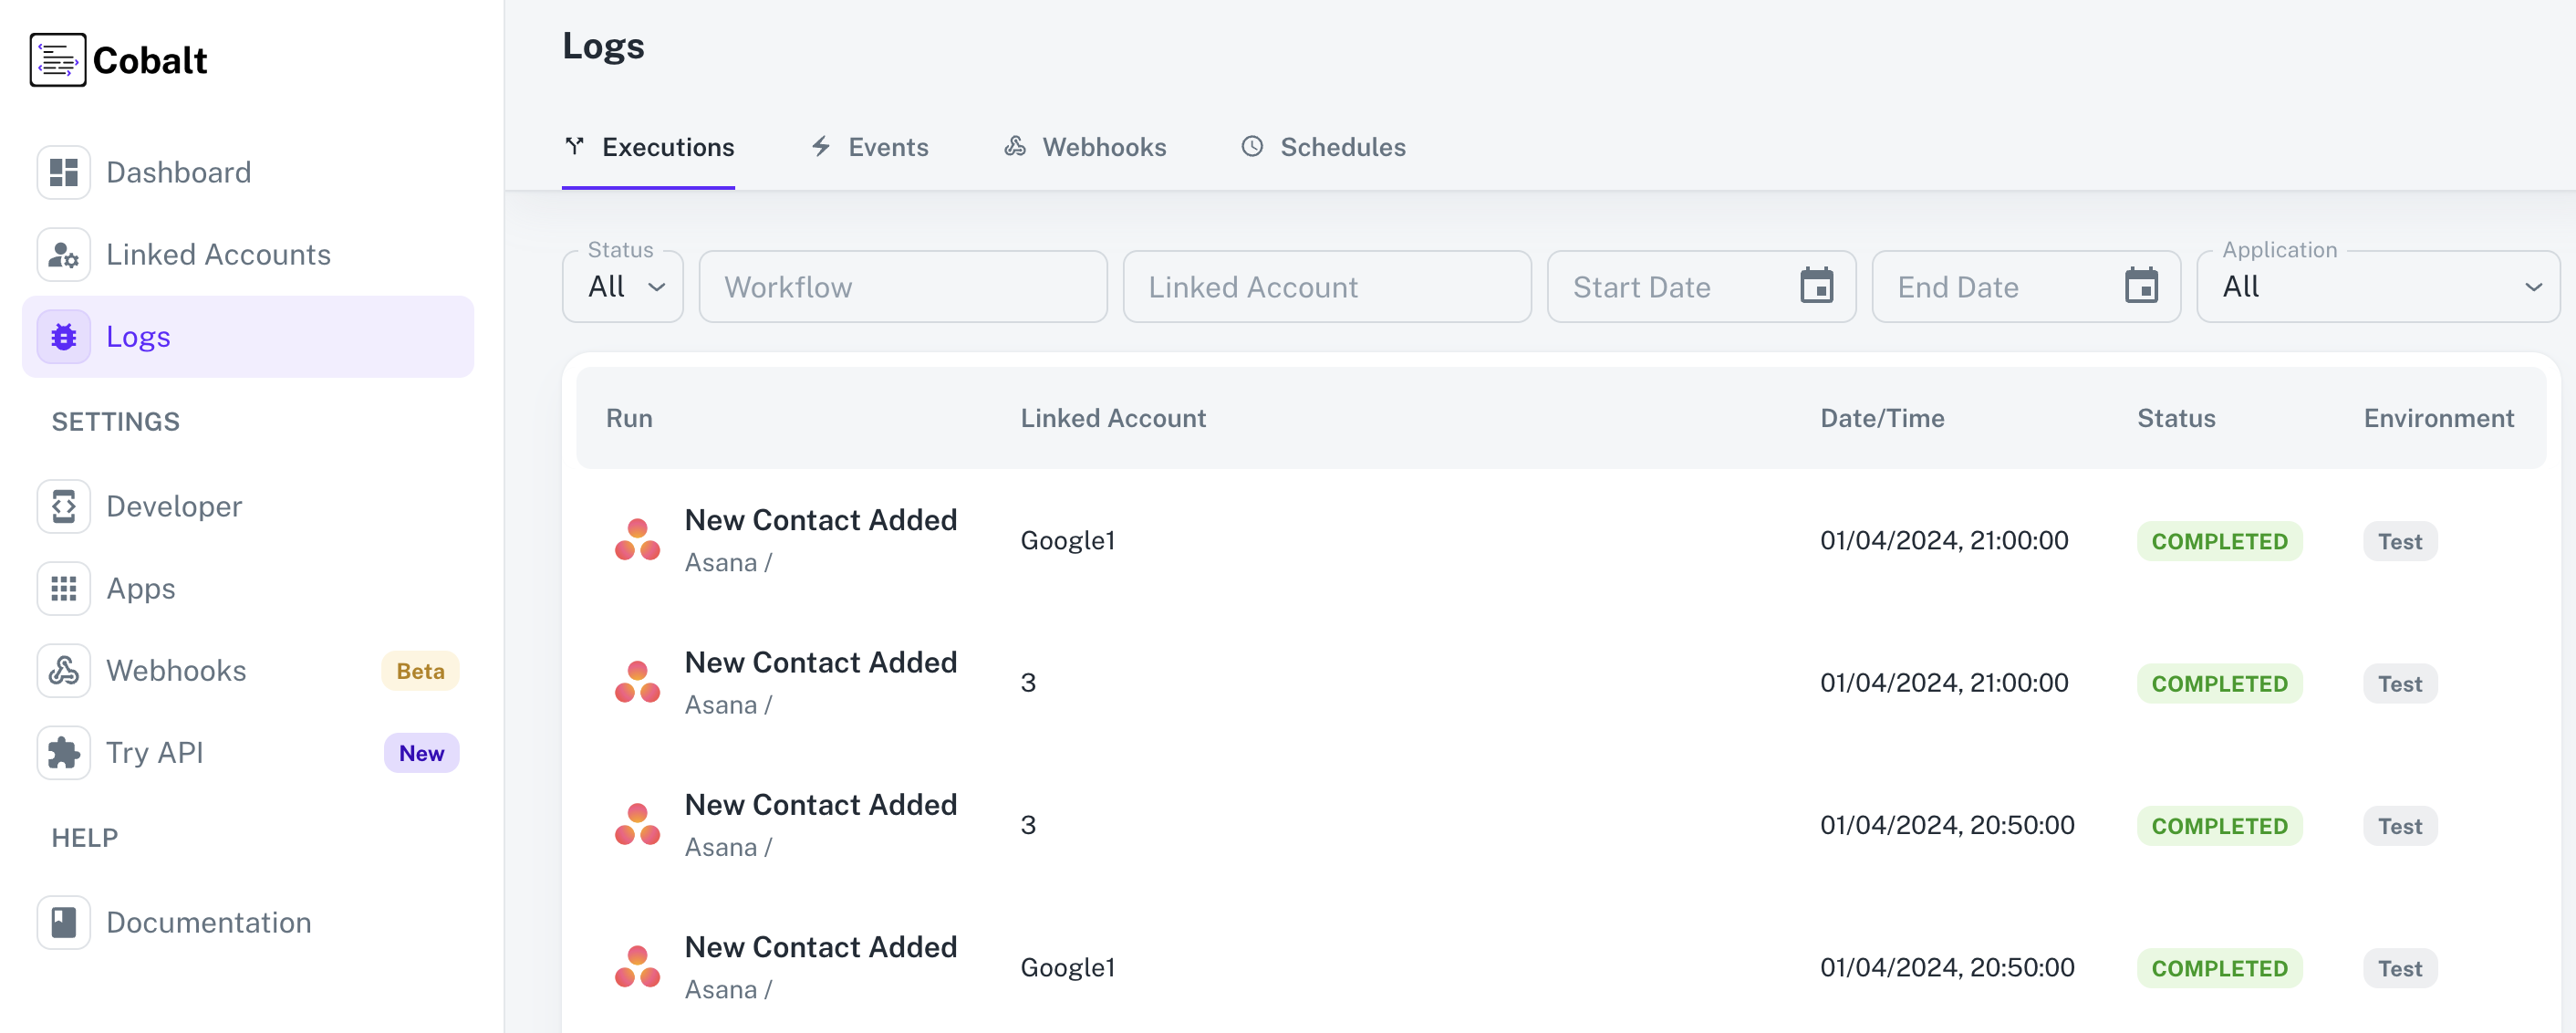 Cobalt
Dashboard
Linked Accounts
Logs
SETTINGS
Developer
Apps
Webhooks Beta
Try API New
HELP
Documentation
Logs
Executions Events Webhooks Schedules
Status Application
All Workflow Linked Account Start Date End Date All
Run Linked Account Date/Time Status Environment
New Contact Added
Asana /
Google1 01/04/2024, 21:00:00 COMPLETED Test
New Contact Added
Asana /
3 01/04/2024, 21:00:00 COMPLETED Test
New Contact Added
Asana /
3 01/04/2024, 20:50:00 COMPLETED Test
New Contact Added
Asana /
Google1 01/04/2024, 20:50:00 COMPLETED Test